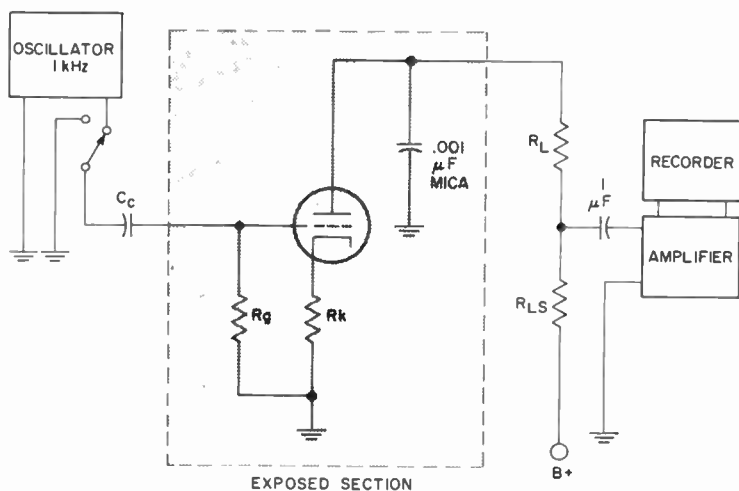 OSCILLATOR
1 kHz
Cc
Rg
Rk
.001
µF
MICA
RL
1
µF
RECORDER
AMPLIFIER
RLS
B+
EXPOSED SECTION